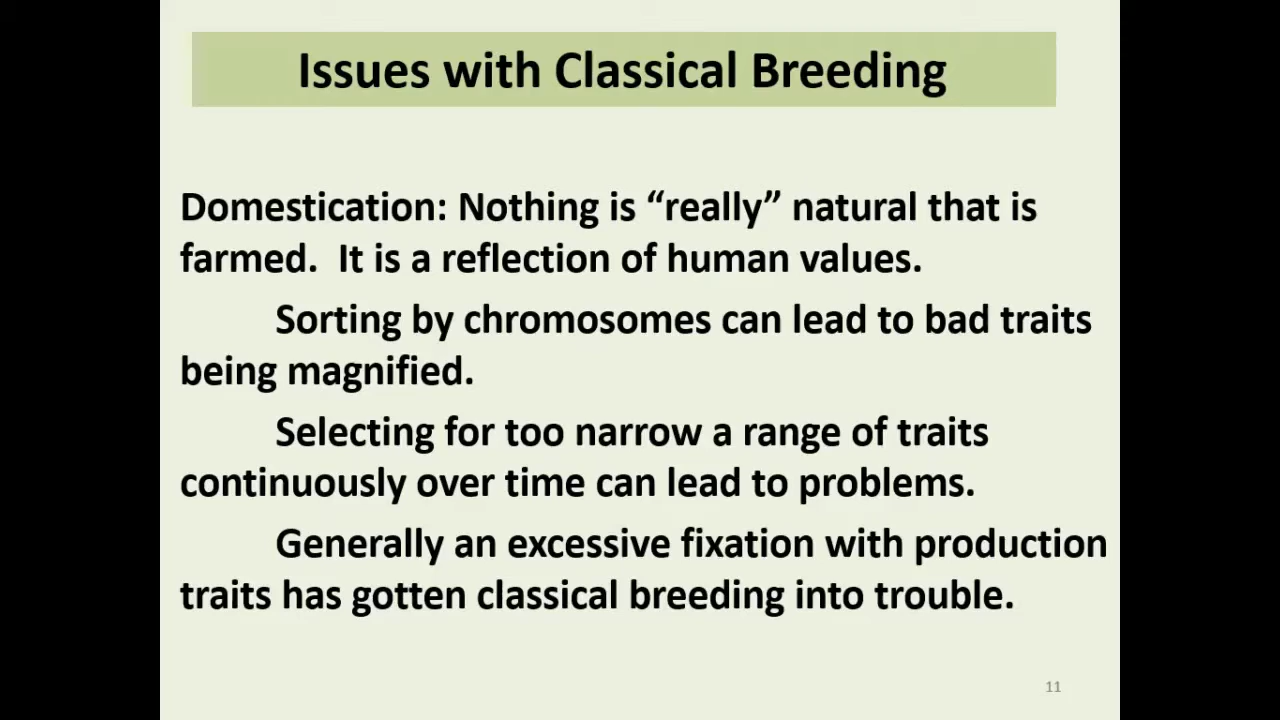 Issues with Classical Breeding
Domestication: Nothing is “really” natural that is
farmed.  It is a reflection of human values.
Sorting by chromosomes can lead to bad traits
being magnified.
Selecting for too narrow a range of traits
continuously over time can lead to problems.
Generally an excessive fixation with production
traits has gotten classical breeding into trouble.
11